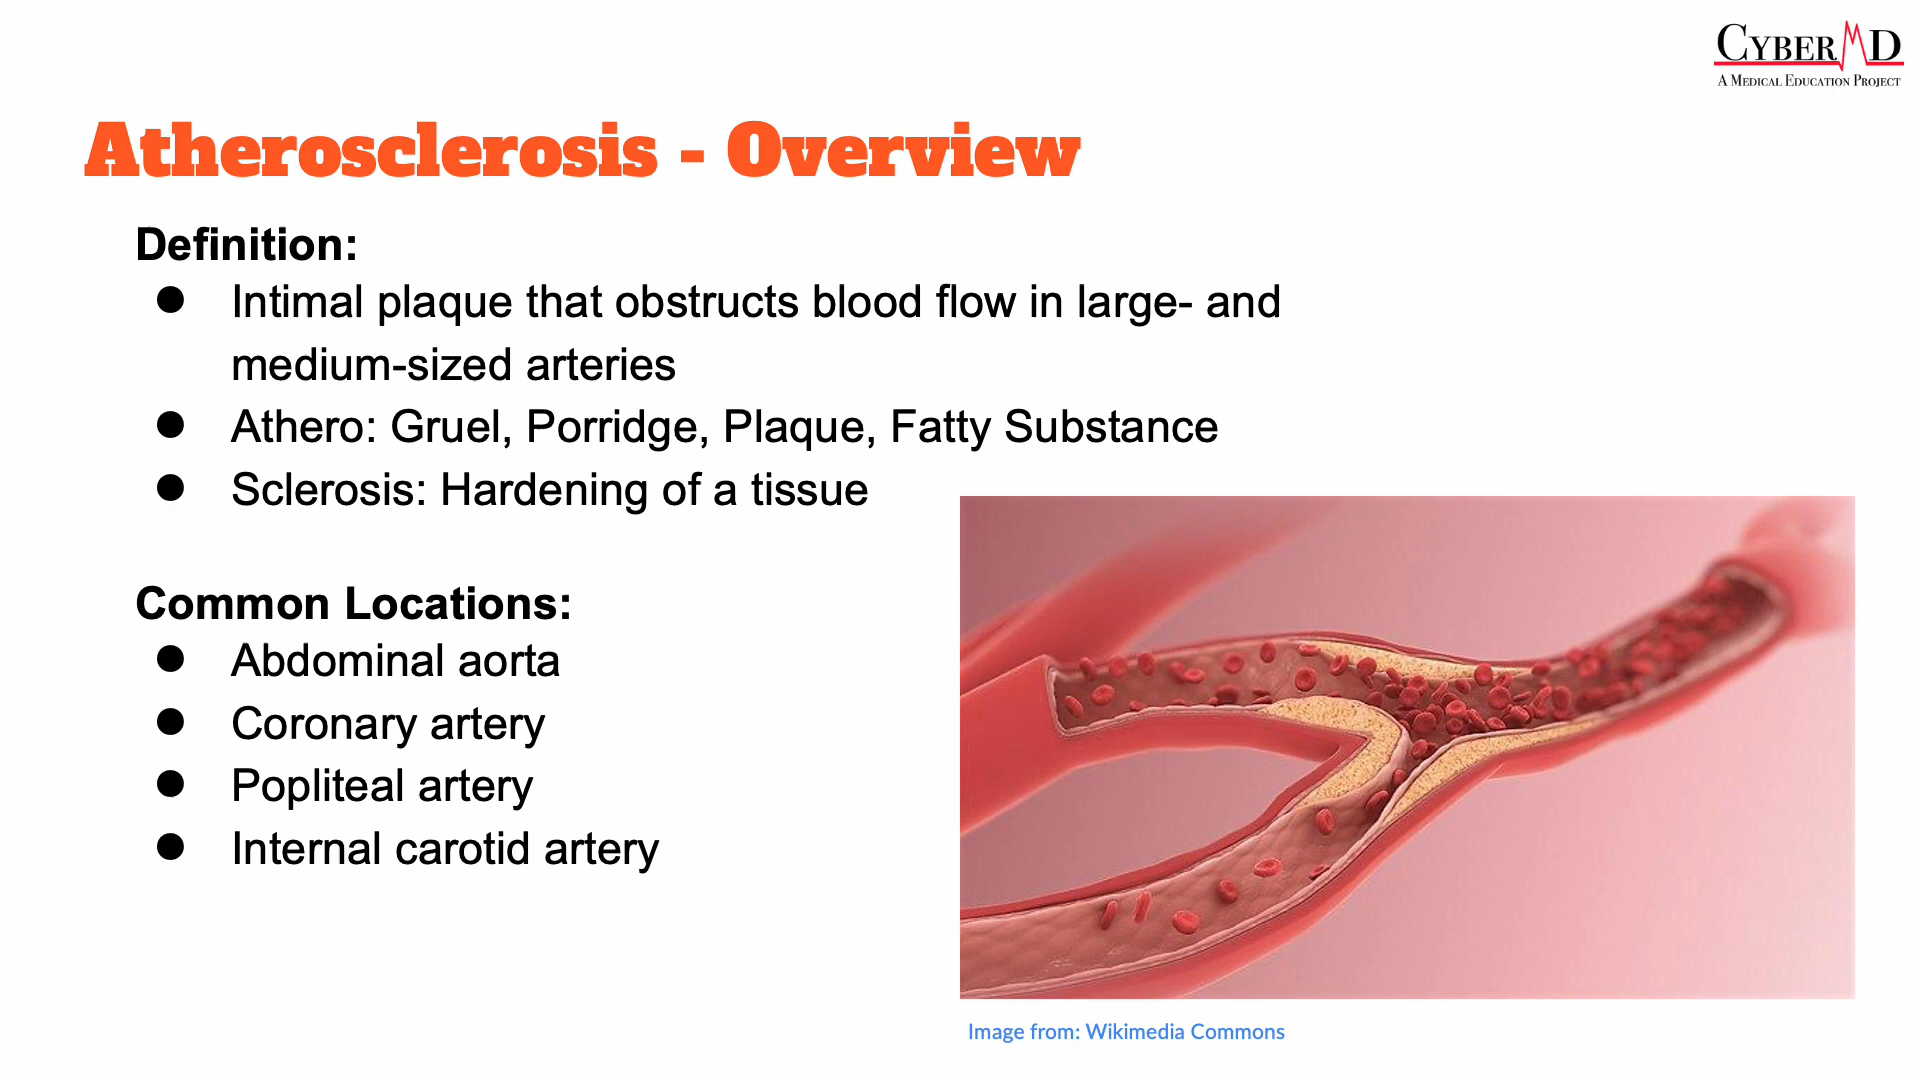 CYBERMD
A MEDICAL EDUCATION PROJECT
Atherosclerosis - Overview
Definition:
● Intimal plaque that obstructs blood flow in large- and
medium-sized arteries
● Athero: Gruel, Porridge, Plaque, Fatty Substance
● Sclerosis: Hardening of a tissue
Common Locations:
● Abdominal aorta
● Coronary artery
● Popliteal artery
● Internal carotid artery
Image from: Wikimedia Commons